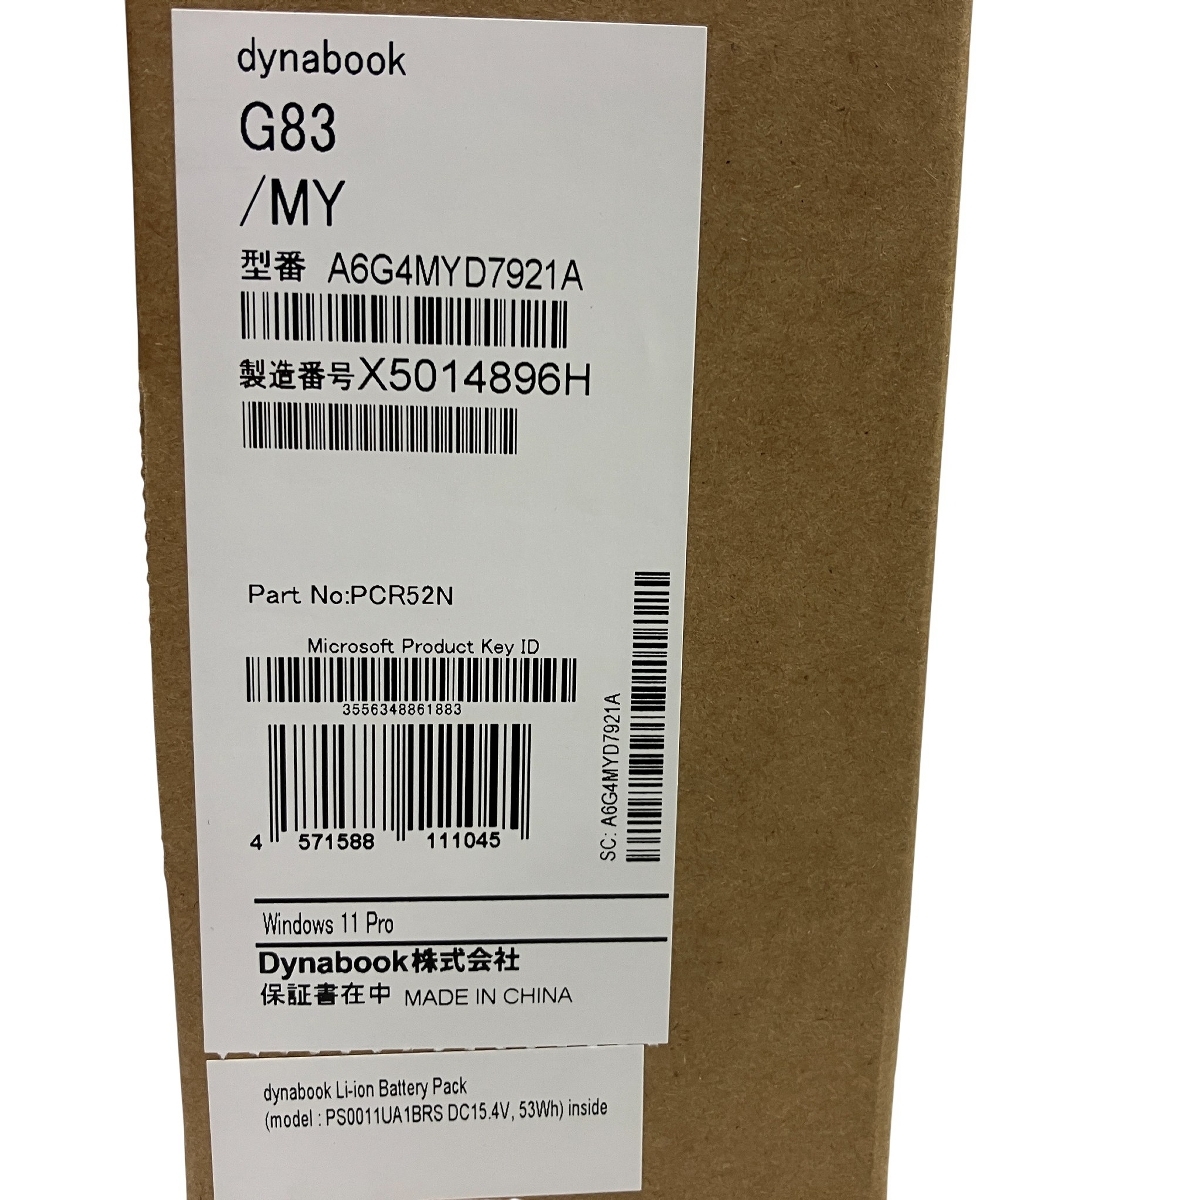 dynabook
G83
/MY
型番 A6G4MYD7921A
製造番号X5014896H
Part No:PCR52N
Microsoft Product Key ID
3556348861883
4 571588 111045
SC: A6G4MYD7921A
Windows 11 Pro
Dynabook株式会社
保証書在中 MADE IN CHINA
dynabook Li-ion Battery Pack
(model : PS0011UA1BRS DC15.4V, 53Wh) inside